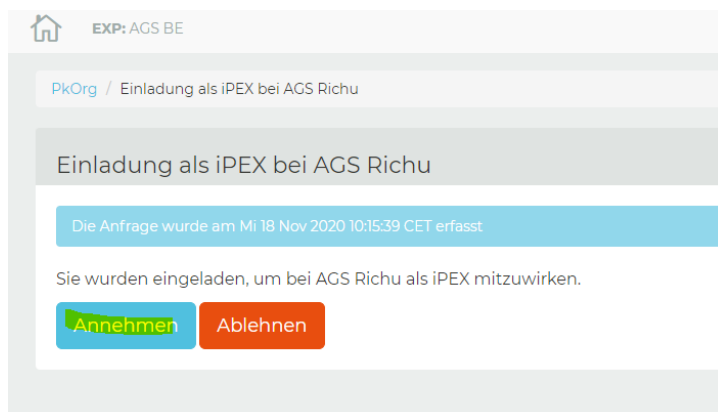 EXP: AGS BE
PkOrg / Einladung als iPEX bei AGS Richu
Einladung als iPEX bei AGS Richu
Die Anfrage wurde am Mi 18 Nov 2020 10:15:39 CET erfasst
Sie wurden eingeladen, um bei AGS Richu als iPEX mitzuwirken.
Annehmen Ablehnen